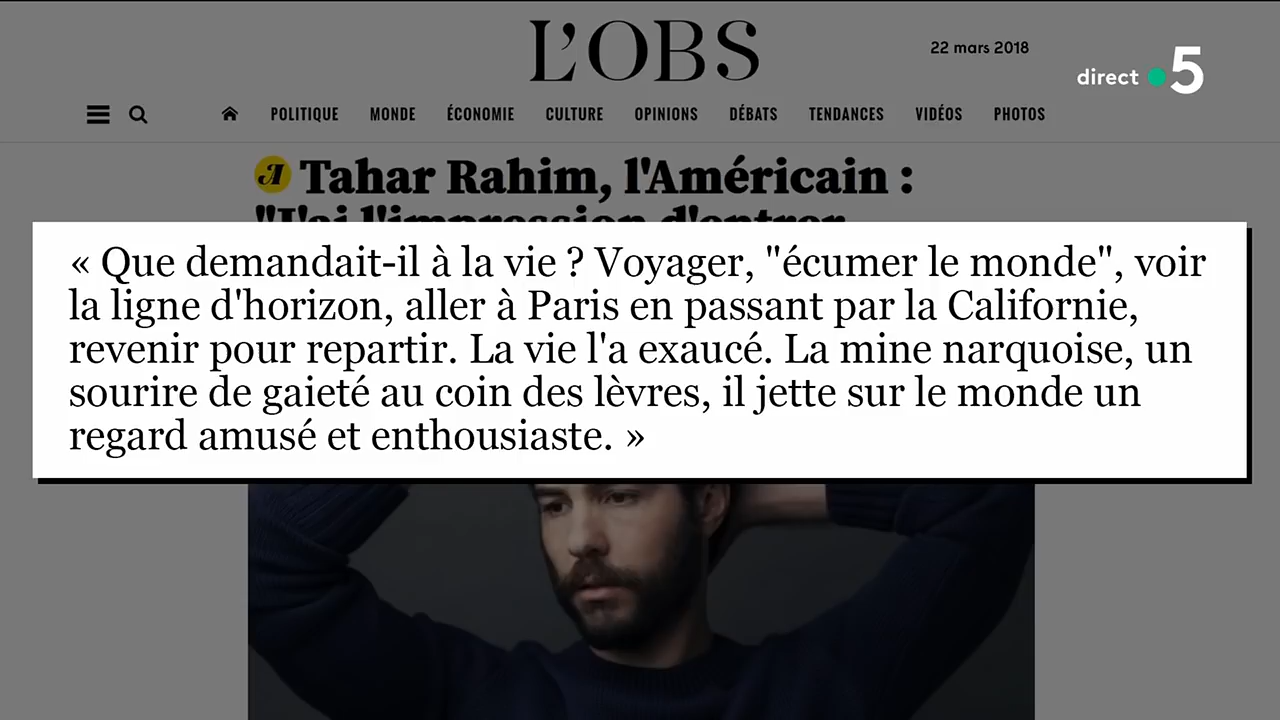 L'OBS
22 mars 2018
direct 5
POLITIQUE MONDE ÉCONOMIE CULTURE OPINIONS DÉBATS TENDANCES VIDÉOS PHOTOS
Tahar Rahim, l'Américain :
"J'ai l'impression d'entrer
« Que demandait-il à la vie ? Voyager, "écumer le monde", voir
la ligne d'horizon, aller à Paris en passant par la Californie,
revenir pour repartir. La vie l'a exaucé. La mine narquoise, un
sourire de gaieté au coin des lèvres, il jette sur le monde un
regard amusé et enthousiaste. »